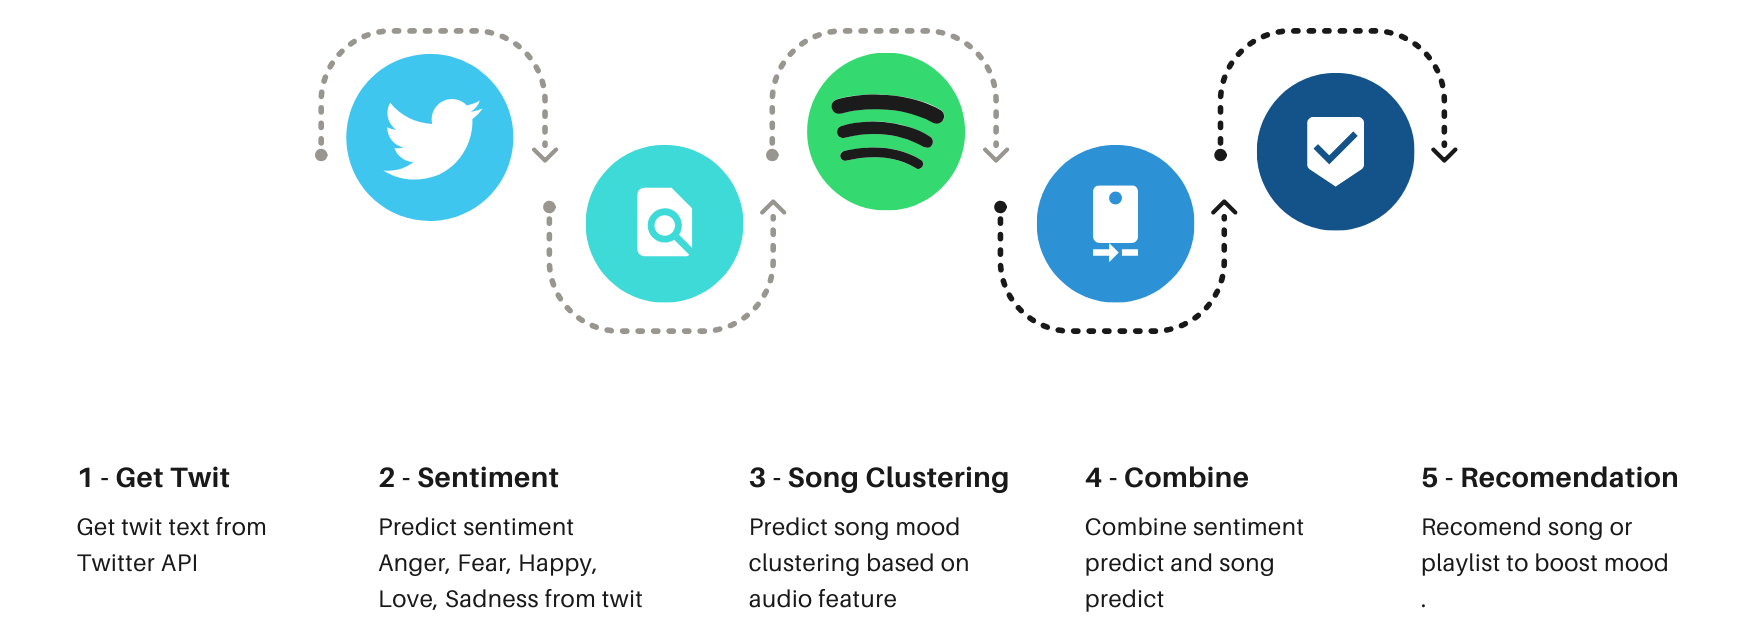 1 - Get Twit
Get twit text from
Twitter API
2 - Sentiment
Predict sentiment
Anger, Fear, Happy,
Love, Sadness from twit
3 - Song Clustering
Predict song mood
clustering based on
audio feature
4 - Combine
Combine sentiment
predict and song
predict
5 - Recomendation
Recomend song or
playlist to boost mood
.